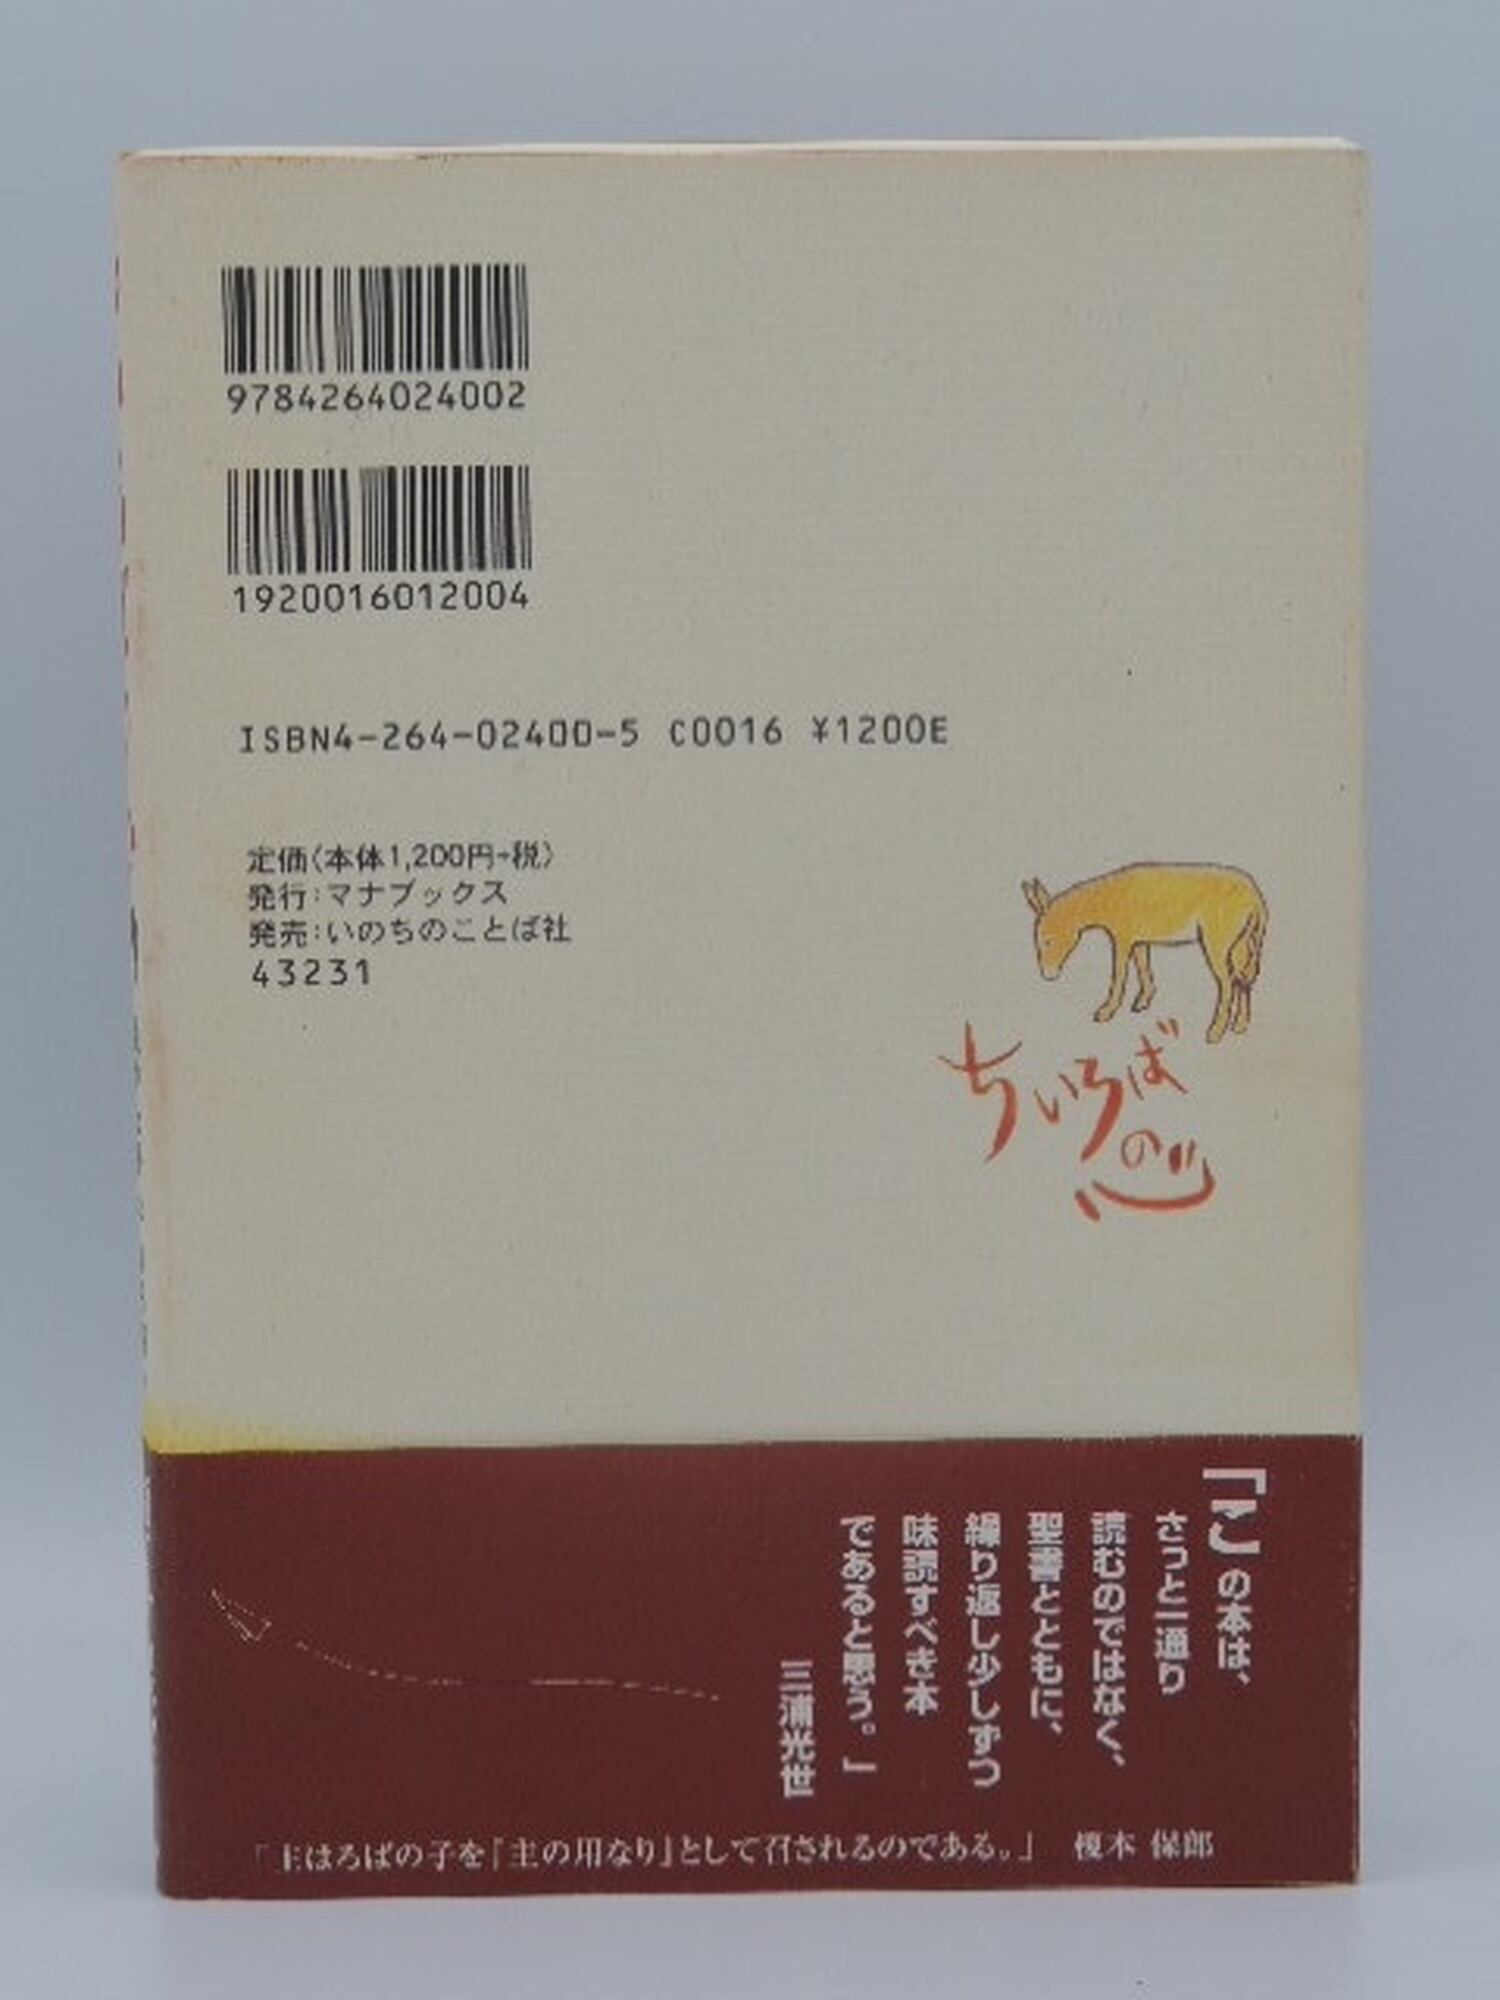 9784264024002
1920016012004
ISBN4-264-02400-5 C0016 ¥1200E
定価(本体1,200円+税)
発行:マナブックス
発売:いのちのことば社
43231
ちいろば
の心
「この本は、
さっと一通り
読むのではなく、
聖書とともに、
繰り返し少しずつ
味読すべき本
であると思う。」
三浦光世
「主はろばの子を『主の用なり』として召されるのである。」 榎本 保郎